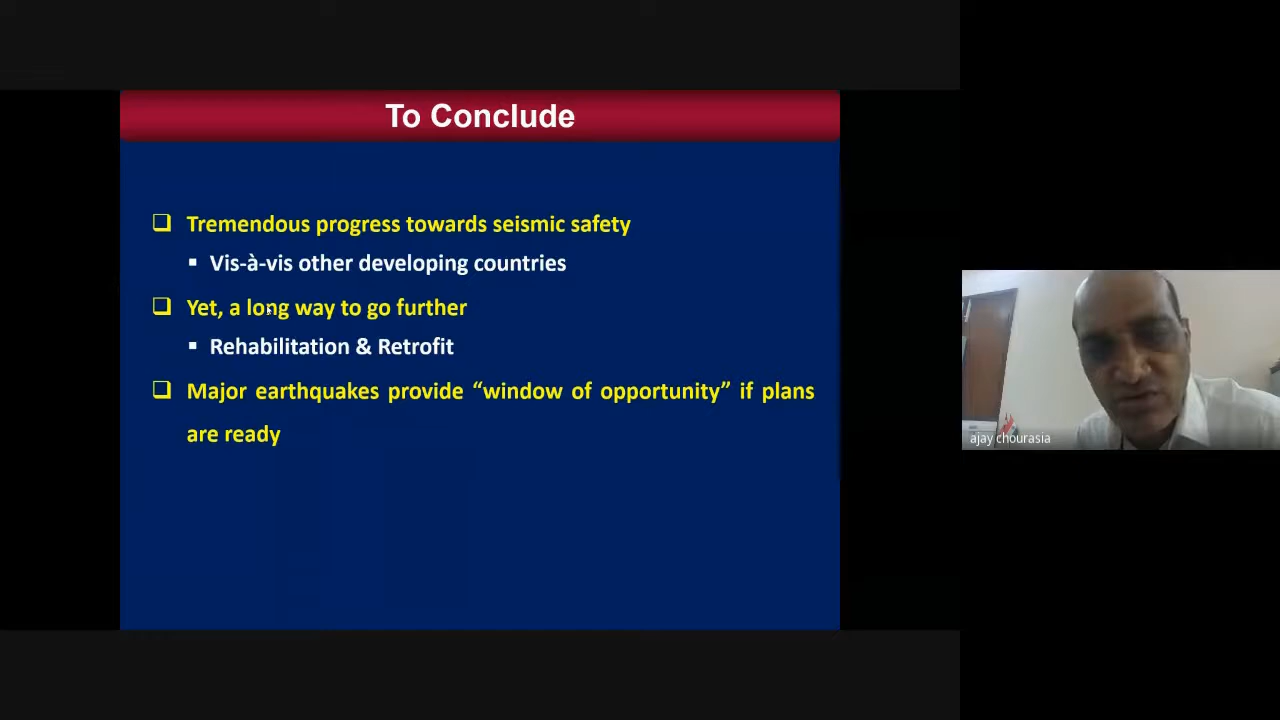 To Conclude
❑ Tremendous progress towards seismic safety
▪ Vis-à-vis other developing countries
❑ Yet, a long way to go further
▪ Rehabilitation & Retrofit
❑ Major earthquakes provide “window of opportunity” if plans
are ready
ajay chourasia